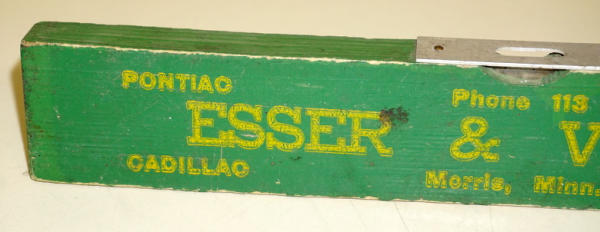 PONTIAC
Phone 113
ESSER & V
CADILLAC
Morris, Minn.